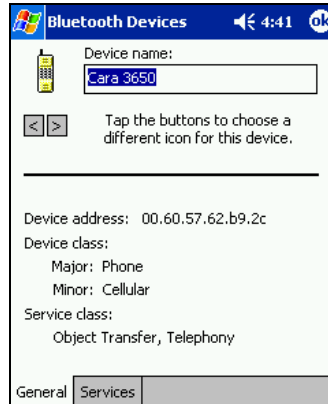 Bluetooth Devices 4:41 ok
Device name:
Cara 3650
< > Tap the buttons to choose a
different icon for this device.
Device address: 00.60.57.62.b9.2c
Device class:
Major: Phone
Minor: Cellular
Service class:
Object Transfer, Telephony
General Services